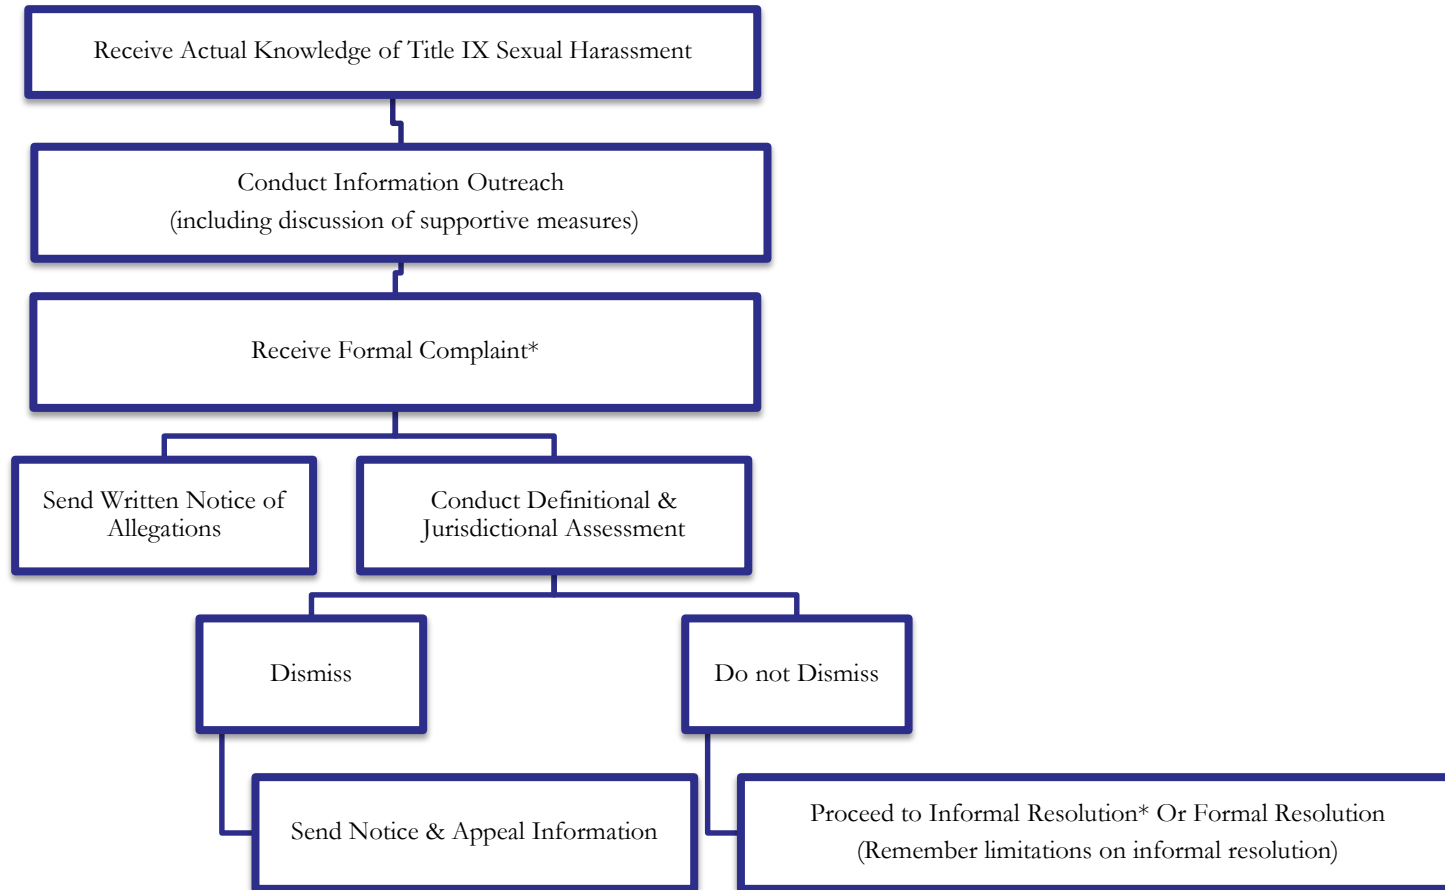 Receive Actual Knowledge of Title IX Sexual Harassment
Conduct Information Outreach
(including discussion of supportive measures)
Receive Formal Complaint*
Send Written Notice of
Allegations
Conduct Definitional &
Jurisdictional Assessment
Dismiss
Do not Dismiss
Send Notice & Appeal Information
Proceed to Informal Resolution* Or Formal Resolution
(Remember limitations on informal resolution)